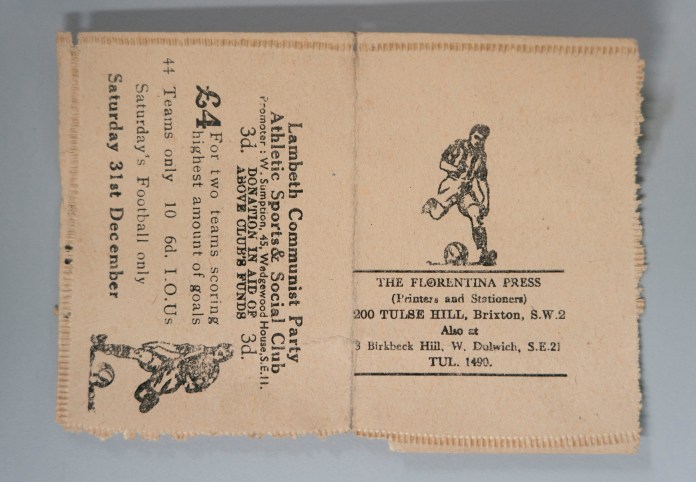 Lambeth Communist Party
Athletic Sports & Social Club
Promoter: W. Sumption, 45, Wedgewood House, S.E.11.
3d. DONATION IN AID OF 3d.
ABOVE CLUB'S FUNDS
£4 For two teams scoring
highest amount of goals
44 Teams only 10 6d. I.O.Us
Saturday's Football only
Saturday 31st December
THE FLORENTINA PRESS
(Printers and Stationers)
200 TULSE HILL, Brixton, S.W.2
Also at
3 Birkbeck Hill, W. Dulwich, S.E.21
TUL. 1490.